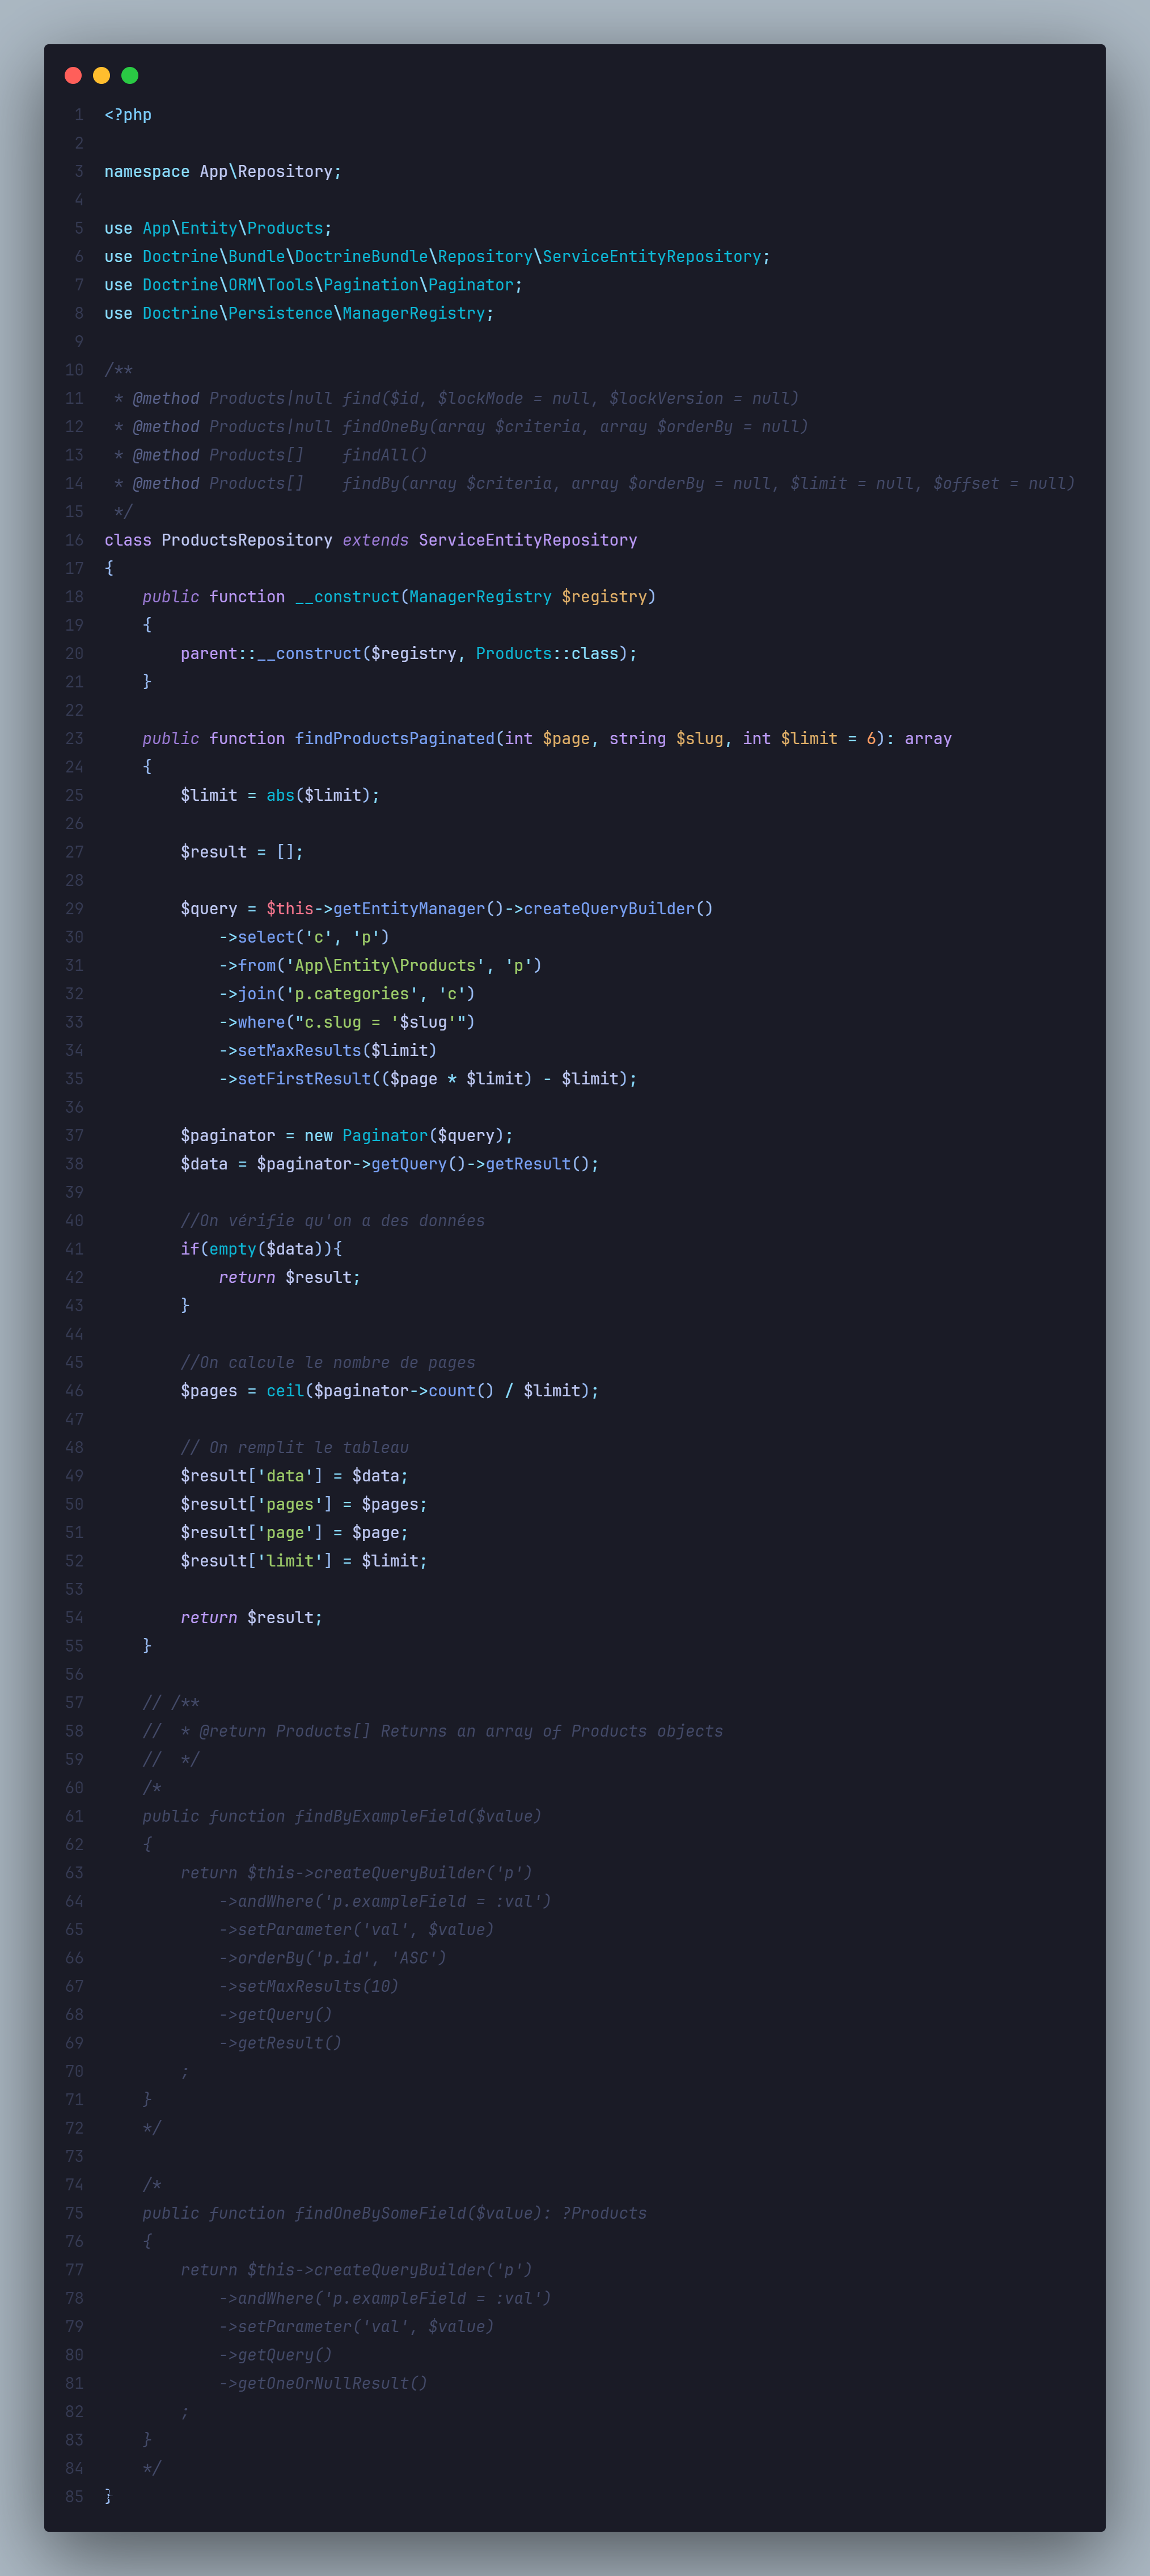 1 <?php
2
3 namespace App\Repository;
4
5 use App\Entity\Products;
6 use Doctrine\Bundle\DoctrineBundle\Repository\ServiceEntityRepository;
7 use Doctrine\ORM\Tools\Pagination\Paginator;
8 use Doctrine\Persistence\ManagerRegistry;
9
10 /**
11  * @method Products|null find($id, $lockMode = null, $lockVersion = null)
12  * @method Products|null findOneBy(array $criteria, array $orderBy = null)
13  * @method Products[]    findAll()
14  * @method Products[]    findBy(array $criteria, array $orderBy = null, $limit = null, $offset = null)
15  */
16 class ProductsRepository extends ServiceEntityRepository
17 {
18     public function __construct(ManagerRegistry $registry)
19     {
20         parent::__construct($registry, Products::class);
21     }
22
23     public function findProductsPaginated(int $page, string $slug, int $limit = 6): array
24     {
25         $limit = abs($limit);
26
27         $result = [];
28
29         $query = $this->getEntityManager()->createQueryBuilder()
30             ->select('c', 'p')
31             ->from('App\Entity\Products', 'p')
32             ->join('p.categories', 'c')
33             ->where("c.slug = '$slug'")
34             ->setMaxResults($limit)
35             ->setFirstResult(($page * $limit) - $limit);
36
37         $paginator = new Paginator($query);
38         $data = $paginator->getQuery()->getResult();
39
40         //On vérifie qu'on a des données
41         if(empty($data)){
42             return $result;
43         }
44
45         //On calcule le nombre de pages
46         $pages = ceil($paginator->count() / $limit);
47
48         // On remplit le tableau
49         $result['data'] = $data;
50         $result['pages'] = $pages;
51         $result['page'] = $page;
52         $result['limit'] = $limit;
53
54         return $result;
55     }
56
57     // /**
58     //  * @return Products[] Returns an array of Products objects
59     //  */
60     /*
61     public function findByExampleField($value)
62     {
63         return $this->createQueryBuilder('p')
64             ->andWhere('p.exampleField = :val')
65             ->setParameter('val', $value)
66             ->orderBy('p.id', 'ASC')
67             ->setMaxResults(10)
68             ->getQuery()
69             ->getResult()
70         ;
71     }
72     */
73
74     /*
75     public function findOneBySomeField($value): ?Products
76     {
77         return $this->createQueryBuilder('p')
78             ->andWhere('p.exampleField = :val')
79             ->setParameter('val', $value)
80             ->getQuery()
81             ->getOneOrNullResult()
82         ;
83     }
84     */
85 }